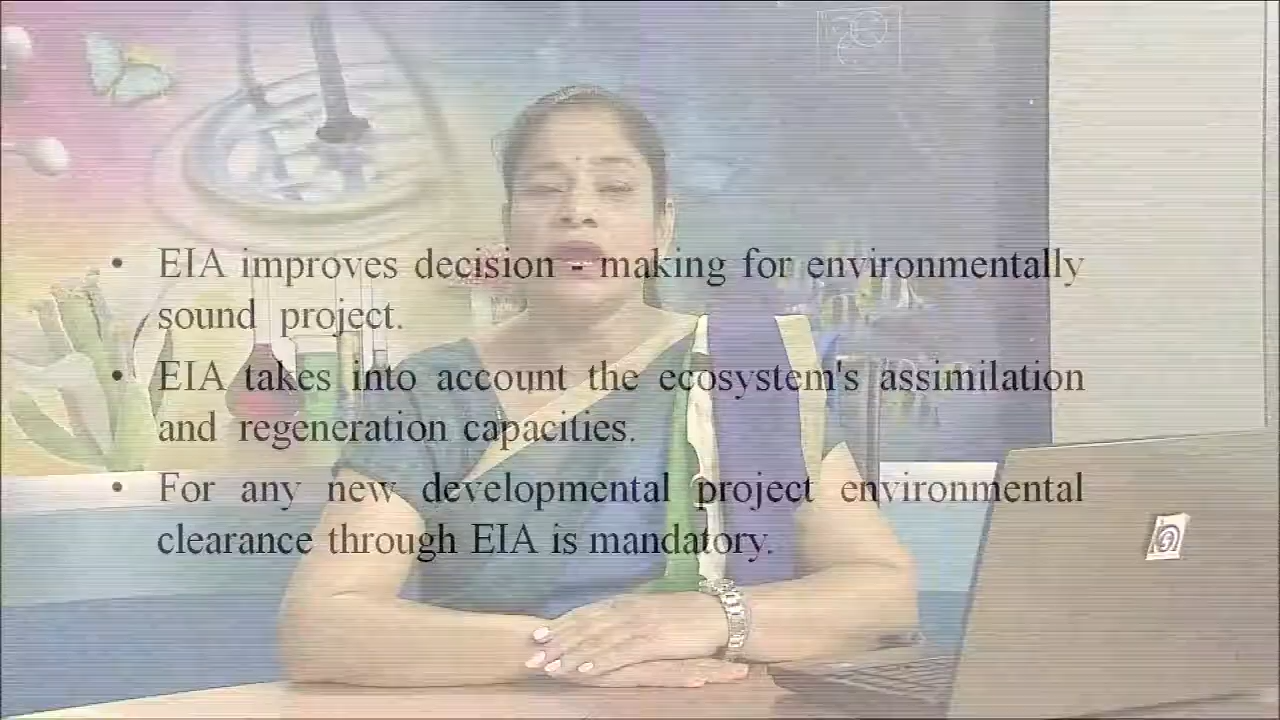 • EIA improves decision - making for environmentally
sound project.
• EIA takes into account the ecosystem's assimilation
and regeneration capacities.
• For any new developmental project environmental
clearance through EIA is mandatory.